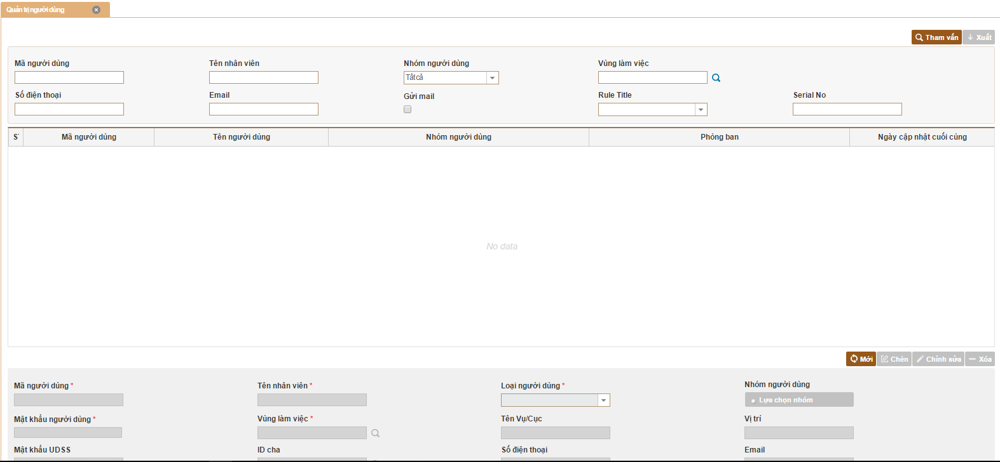 Quản trị người dùng
Tham vấn Xuất
Mã người dùng Tên nhân viên Nhóm người dùng Vùng làm việc
Tất cả
Số điện thoại Email Gửi mail Rule Title Serial No
Mã người dùng Tên người dùng Nhóm người dùng Phòng ban Ngày cập nhật cuối cùng
No data
Mới Chèn Chỉnh sửa Xóa
Mã người dùng * Tên nhân viên * Loại người dùng * Nhóm người dùng
Lựa chọn nhóm
Mật khẩu người dùng * Vùng làm việc * Tên Vụ/Cục Vị trí
Mật khẩu UDSS ID cha Số điện thoại Email